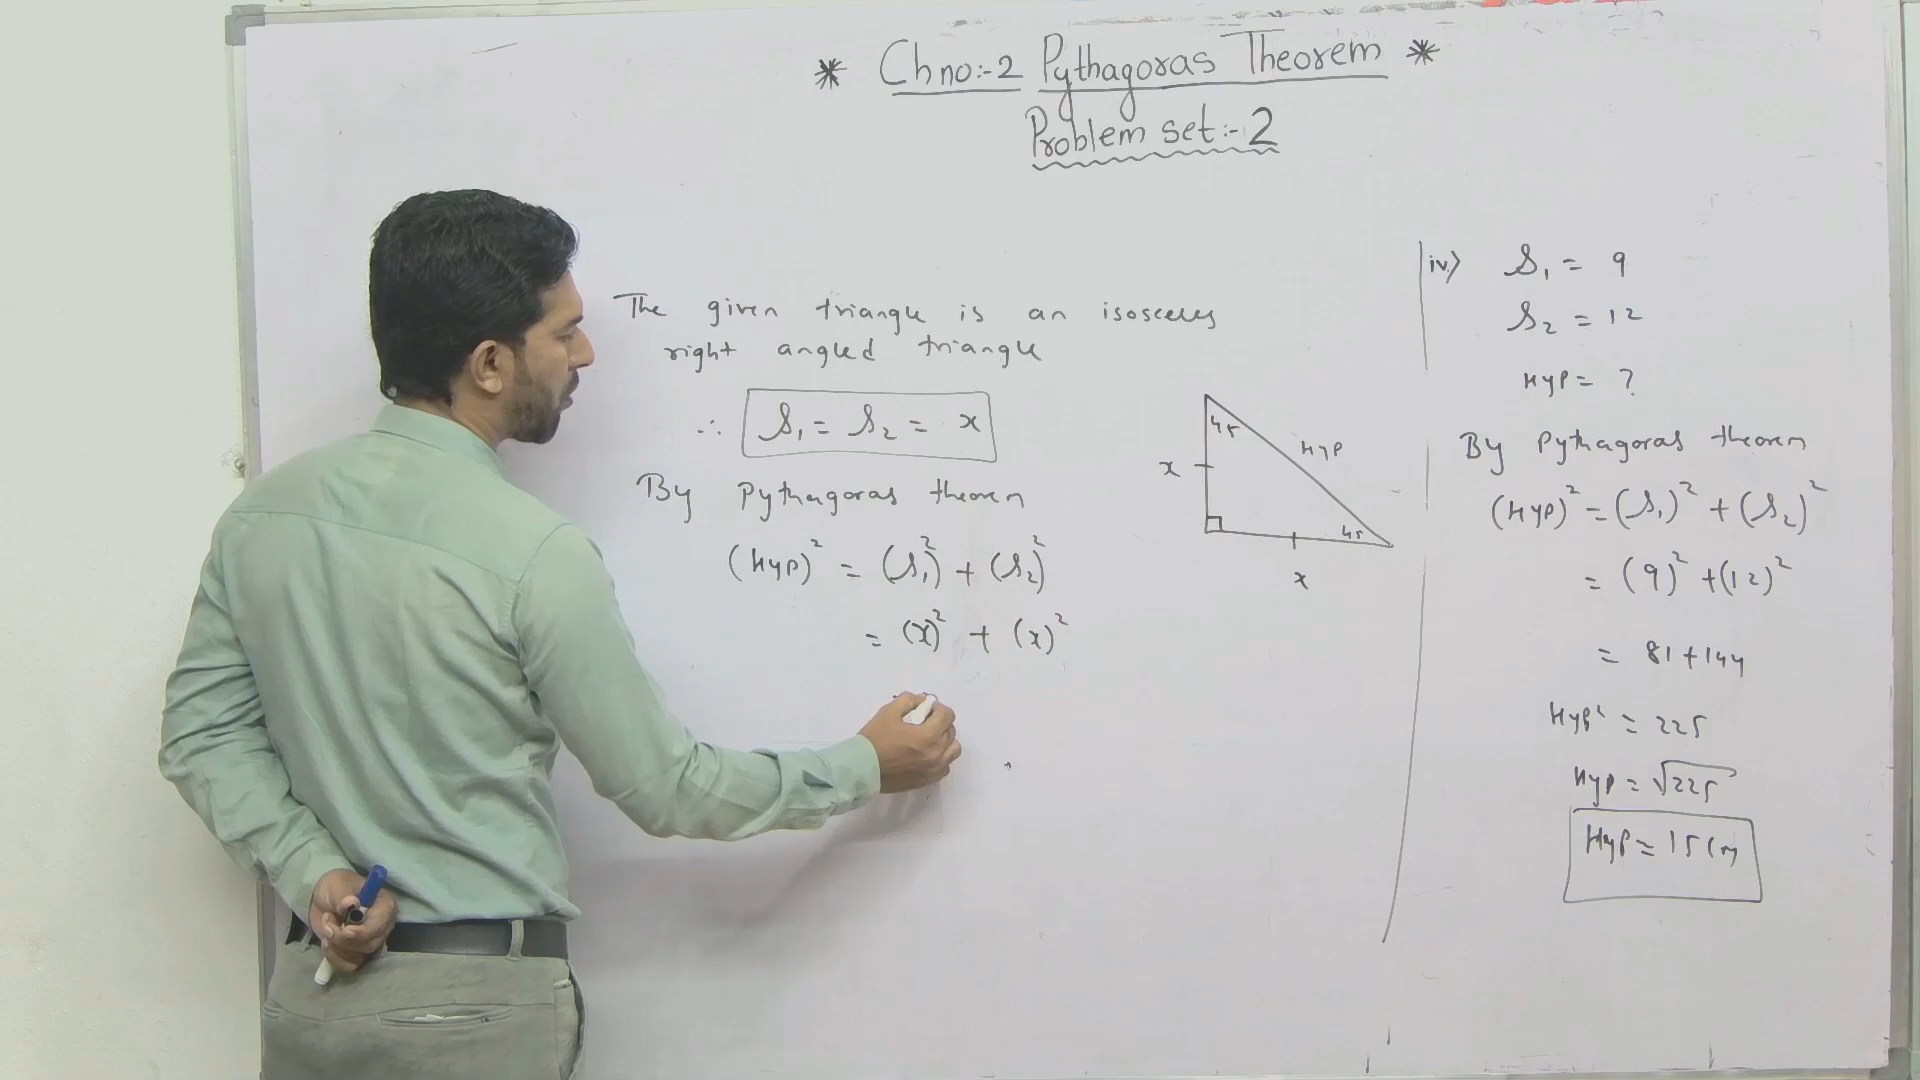 * Ch no:-2 Pythagoras Theorem *
Problem set:- 2
The given triangle is an isosceles
right angled triangle
∴ S₁ = S₂ = x
By Pythagoras theorem
(Hyp)² = (S₁)² + (S₂)²
= (x)² + (x)²
45
Hyp
x
45
x
iv) S₁ = 9
S₂ = 12
Hyp = ?
By Pythagoras theorem
(Hyp)² = (S₁)² + (S₂)²
= (9)² + (12)²
= 81 + 144
Hyp² = 225
Hyp = √225
Hyp = 15 cm